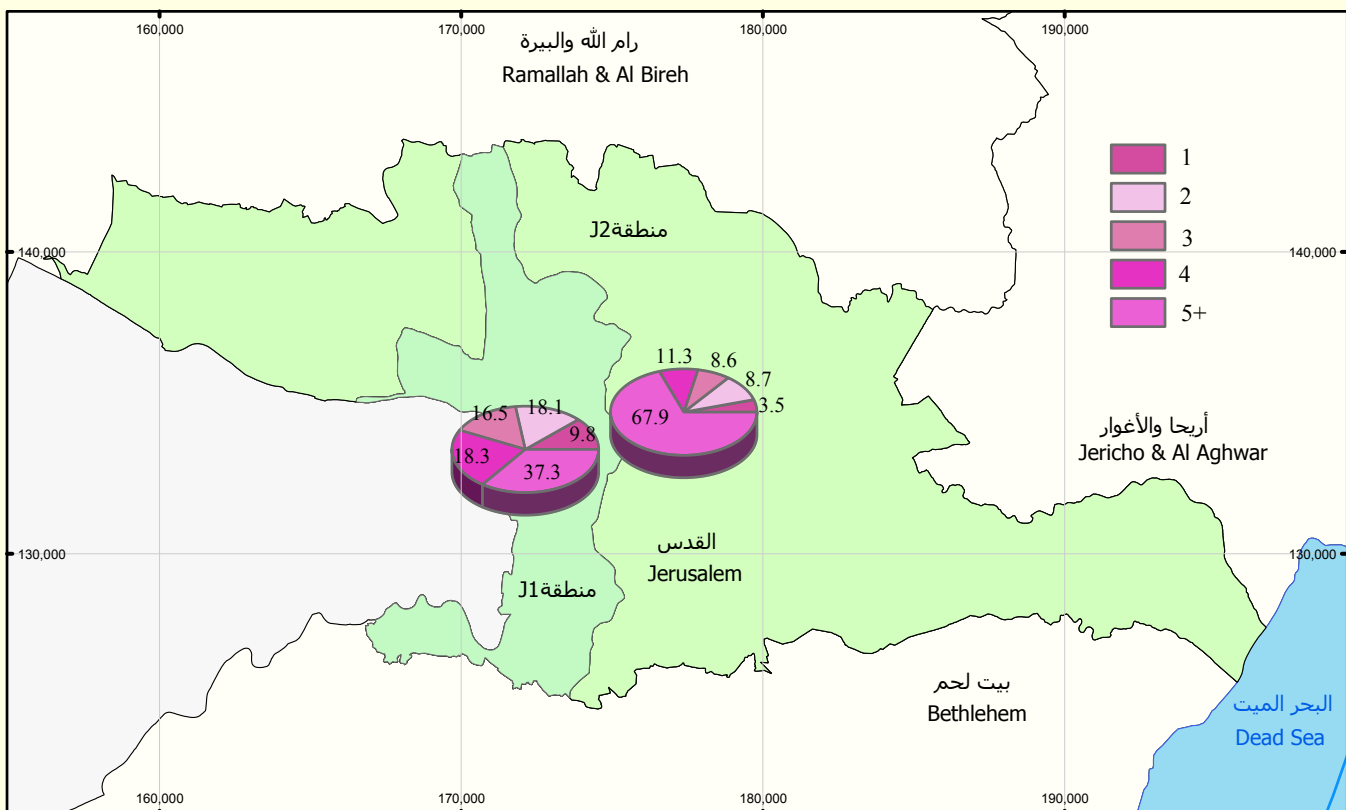 160,000
170,000
180,000
190,000
رام الله والبيرة
Ramallah & Al Bireh
1
2
3
4
5+
منطقةJ2
140,000
140,000
11.3
8.6
8.7
3.5
67.9
16.5
18.1
9.8
18.3
37.3
أريحا والأغوار
Jericho & Al Aghwar
القدس
Jerusalem
130,000
130,000
منطقةJ1
بيت لحم
Bethlehem
البحر الميت
Dead Sea
160,000
170,000
180,000
190,000